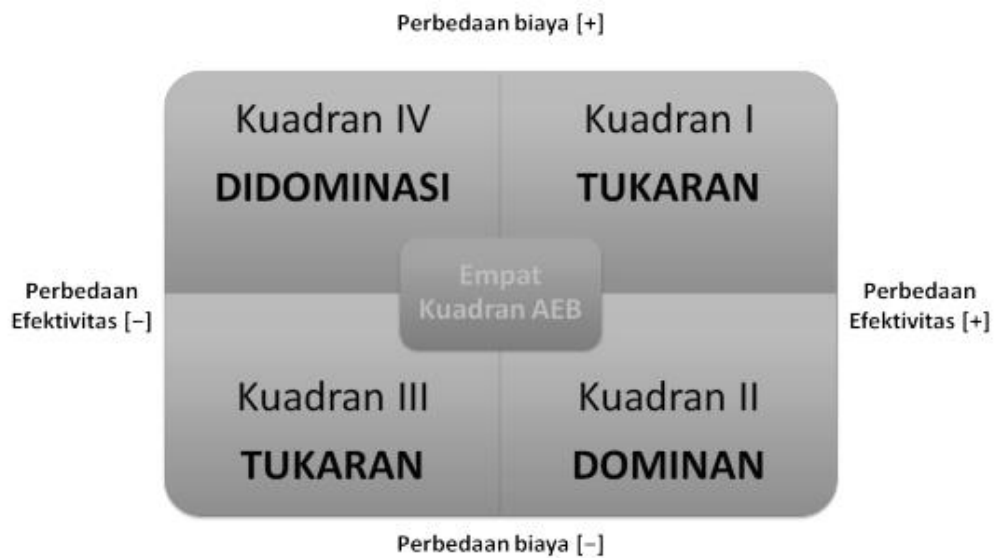 Perbedaan biaya [+]
Kuadran IV
DIDOMINASI
Kuadran I
TUKARAN
Empat
Kuadran AEB
Perbedaan
Efektivitas [−]
Perbedaan
Efektivitas [+]
Kuadran III
TUKARAN
Kuadran II
DOMINAN
Perbedaan biaya [−]